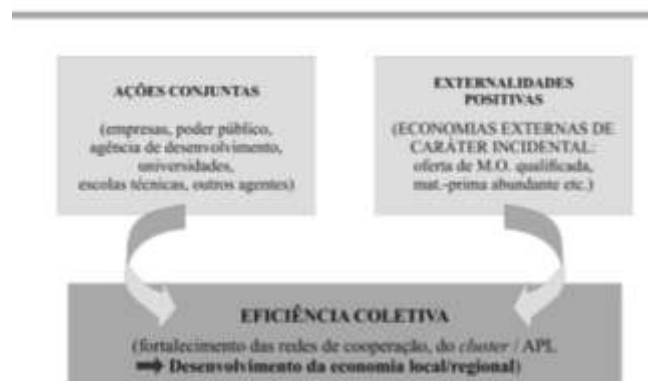 AÇÕES CONJUNTAS
(empresas, poder público,
agência de desenvolvimento,
universidades,
escolas técnicas, outros agentes)
EXTERNALIDADES
POSITIVAS
(ECONOMIAS EXTERNAS DE
CARÁTER INCIDENTAL:
oferta de M.O. qualificada,
mat.-prima abundante etc.)
EFICIÊNCIA COLETIVA
(fortalecimento das redes de cooperação, do cluster / APL
➡ Desenvolvimento da economia local/regional)